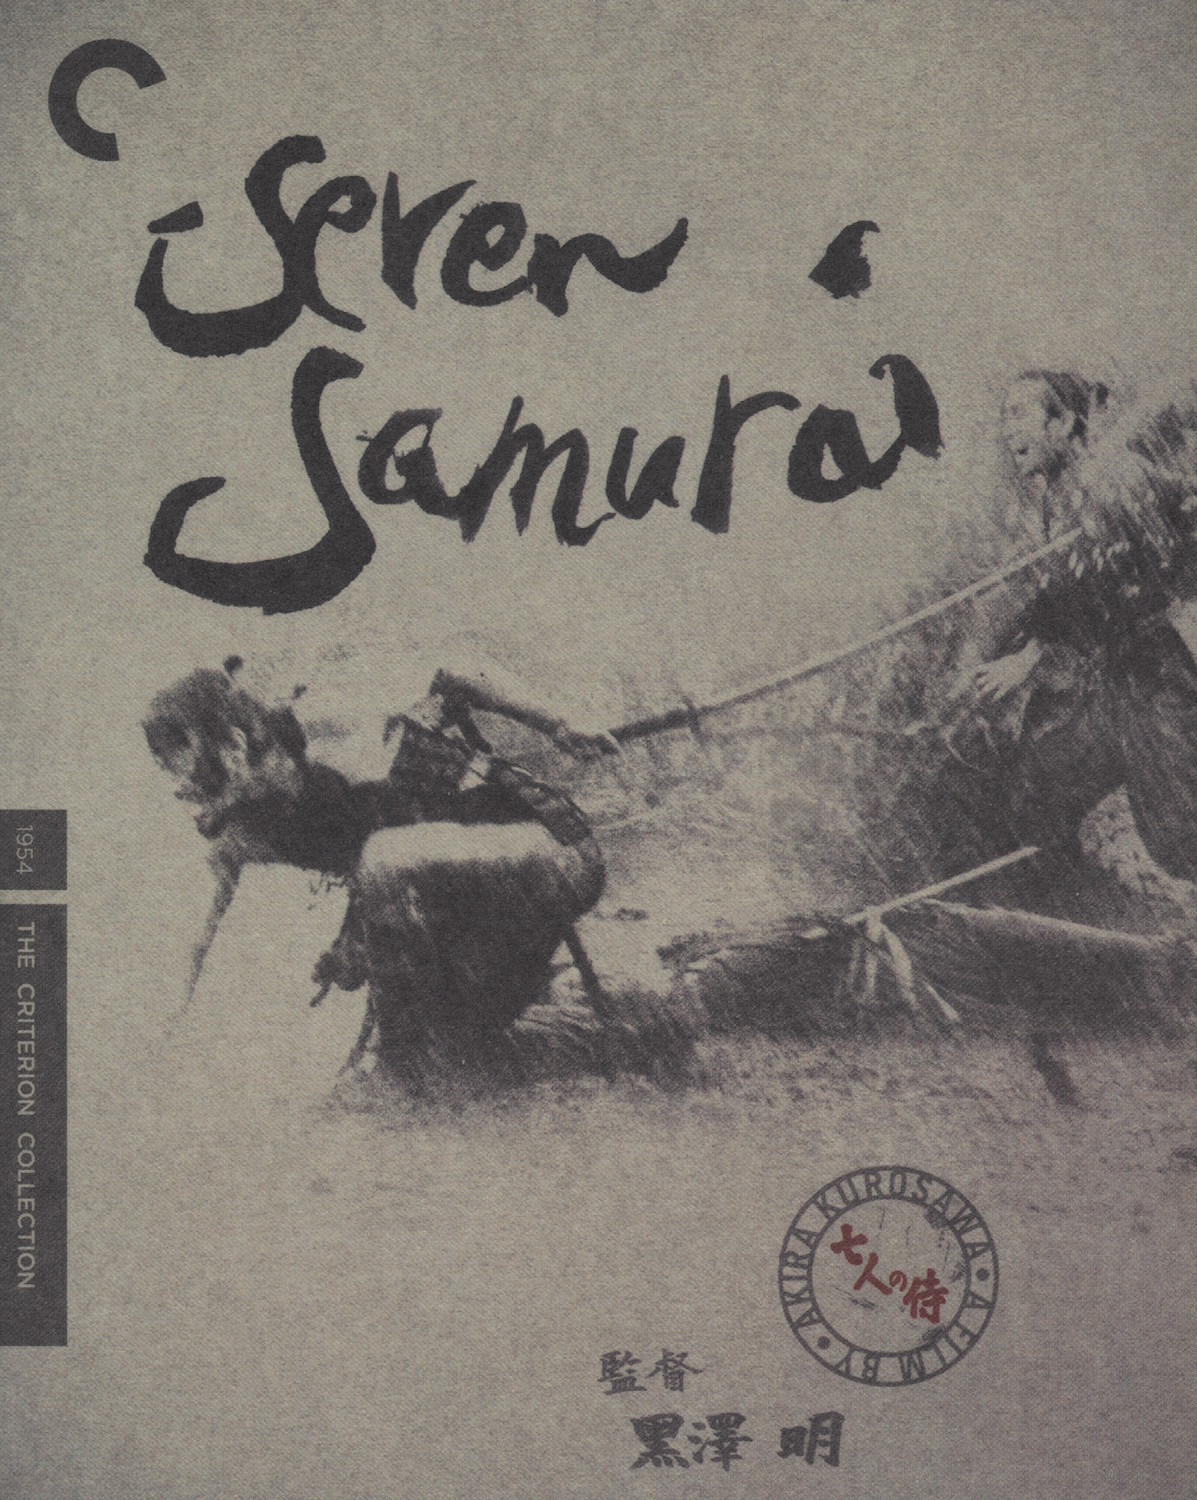 Seven
Samurai
1954
THE CRITERION COLLECTION
AKIRA KUROSAWA • A FILM BY •
七人の侍
監督
黒澤 明